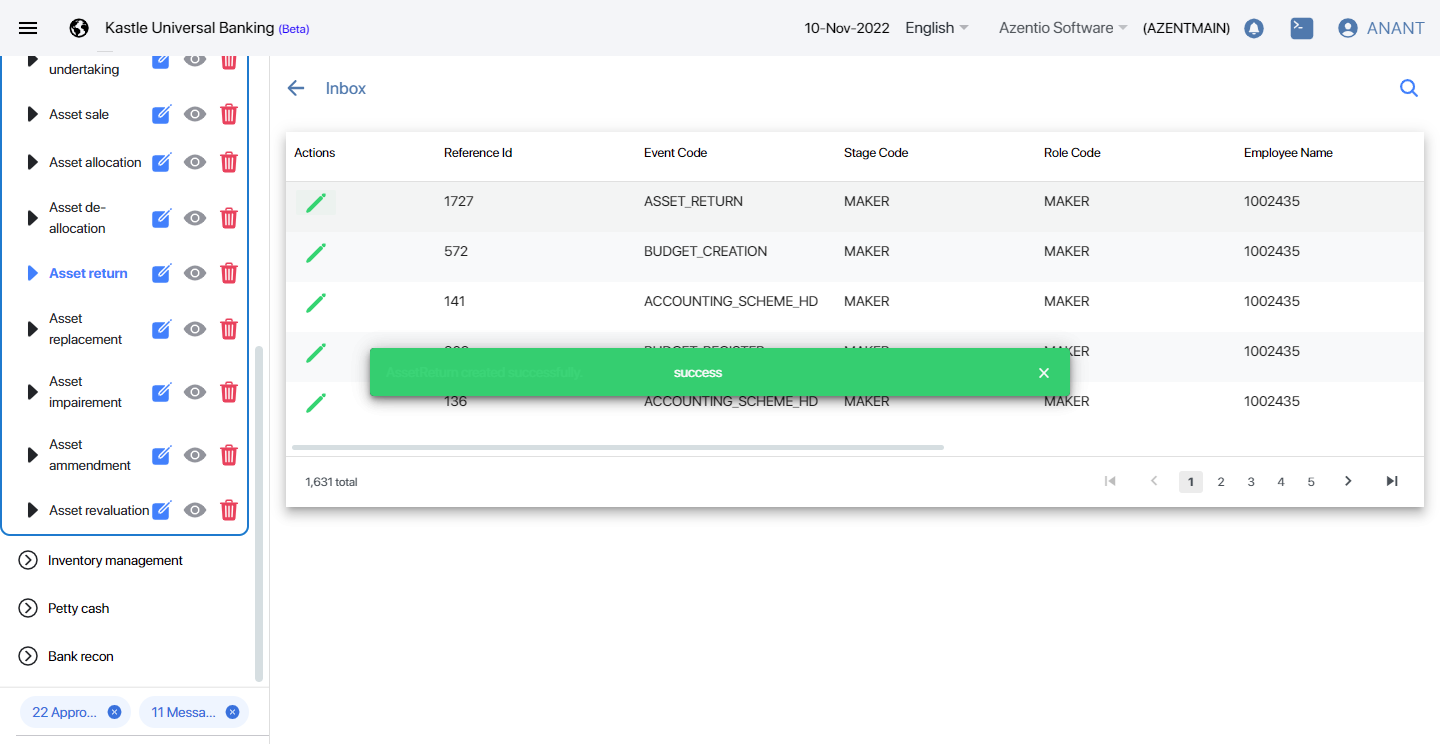 Kastle Universal Banking (Beta)
10-Nov-2022
English
Azentio Software
(AZENTMAIN)
ANANT
undertaking
Asset sale
Asset allocation
Asset de-
allocation
Asset return
Asset
replacement
Asset
impairement
Asset
ammendment
Asset revaluation
Inventory management
Petty cash
Bank recon
22 Appro...
11 Messa...
Inbox
Actions Reference Id Event Code Stage Code Role Code Employee Name
1727 ASSET_RETURN MAKER MAKER 1002435
572 BUDGET_CREATION MAKER MAKER 1002435
141 ACCOUNTING_SCHEME_HD MAKER MAKER 1002435
BUDGET_REGISTER MAKER MAKER 1002435
AssetReturn created successfully success
136 ACCOUNTING_SCHEME_HD MAKER MAKER 1002435
1,631 total
1 2 3 4 5